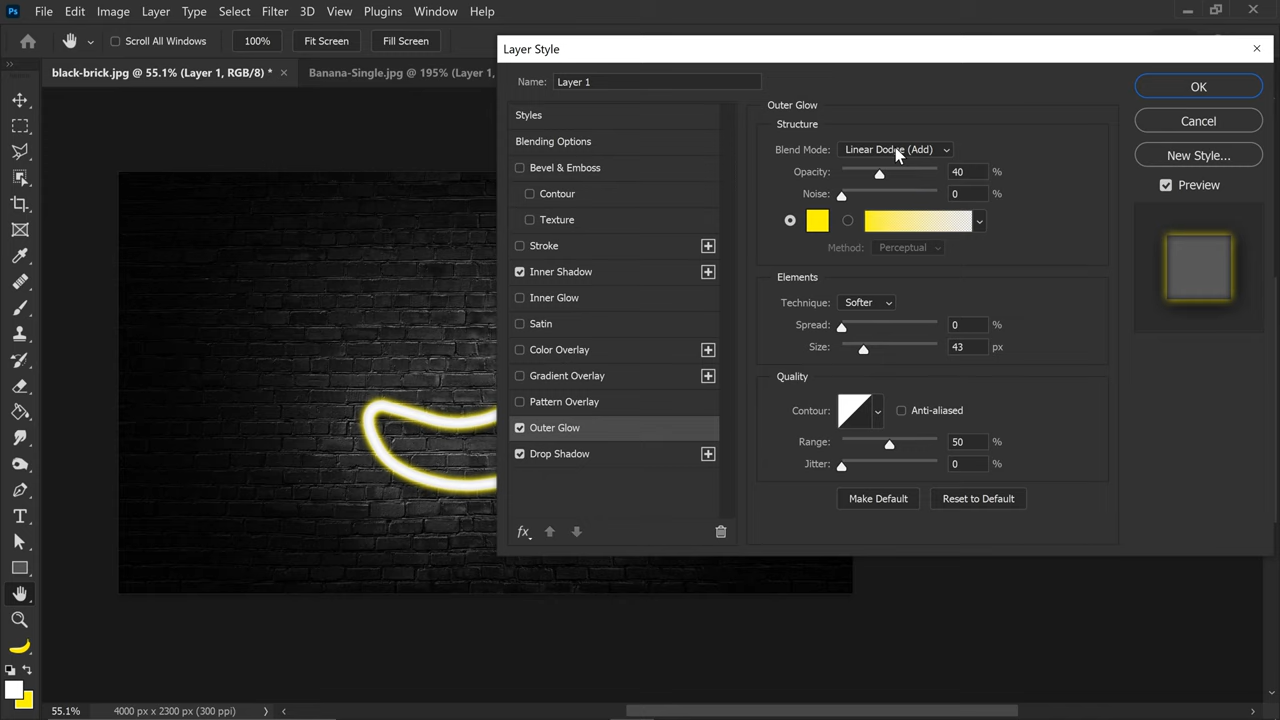 Ps File Edit Image Layer Type Select Filter 3D View Plugins Window Help
Scroll All Windows 100% Fit Screen Fill Screen
black-brick.jpg @ 55.1% (Layer 1, RGB/8) *
Banana-Single.jpg @ 195% (Layer 1,
Layer Style
Name: Layer 1
Styles
Blending Options
Bevel & Emboss
Contour
Texture
Stroke
Inner Shadow
Inner Glow
Satin
Color Overlay
Gradient Overlay
Pattern Overlay
Outer Glow
Drop Shadow
fx
Outer Glow
Structure
Blend Mode: Linear Dodge (Add)
Opacity: 40 %
Noise: 0 %
Method: Perceptual
Elements
Technique: Softer
Spread: 0 %
Size: 43 px
Quality
Contour: Anti-aliased
Range: 50 %
Jitter: 0 %
Make Default Reset to Default
OK
Cancel
New Style...
Preview
55.1% 4000 px x 2300 px (300 ppi)